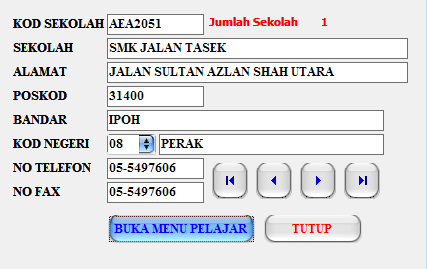 KOD SEKOLAH AEA2051 Jumlah Sekolah 1
SEKOLAH SMK JALAN TASEK
ALAMAT JALAN SULTAN AZLAN SHAH UTARA
POSKOD 31400
BANDAR IPOH
KOD NEGERI 08 PERAK
NO TELEFON 05-5497606
NO FAX 05-5497606
BUKA MENU PELAJAR TUTUP